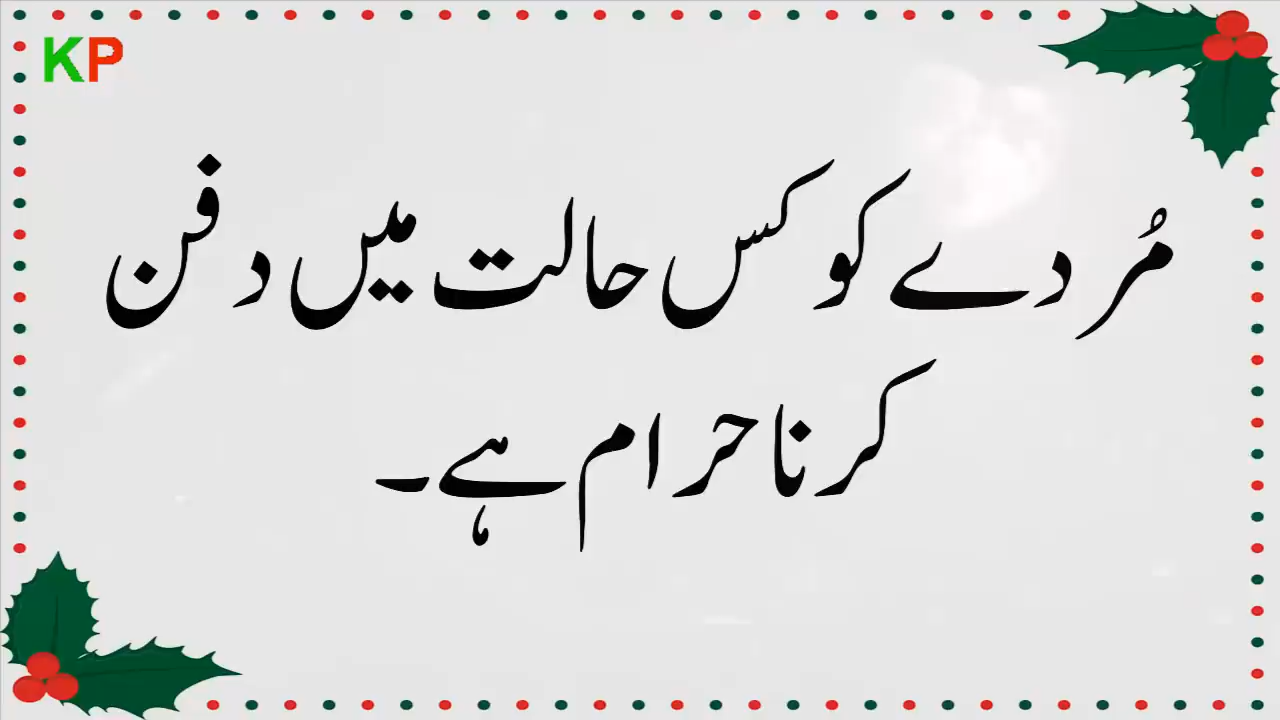 KP
مُردے کو کس حالت میں دفن
کرنا حرام ہے۔